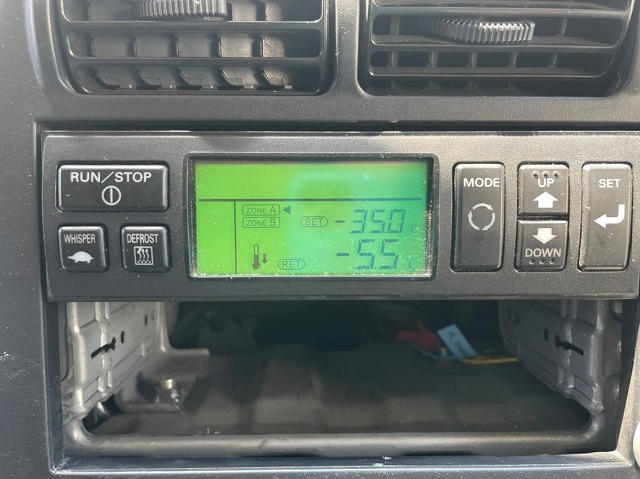 RUN/STOP
WHISPER
DEFROST
ZONE A
ZONE B
SET -35.0 C
RET -5.5 C
MODE
UP
DOWN
SET